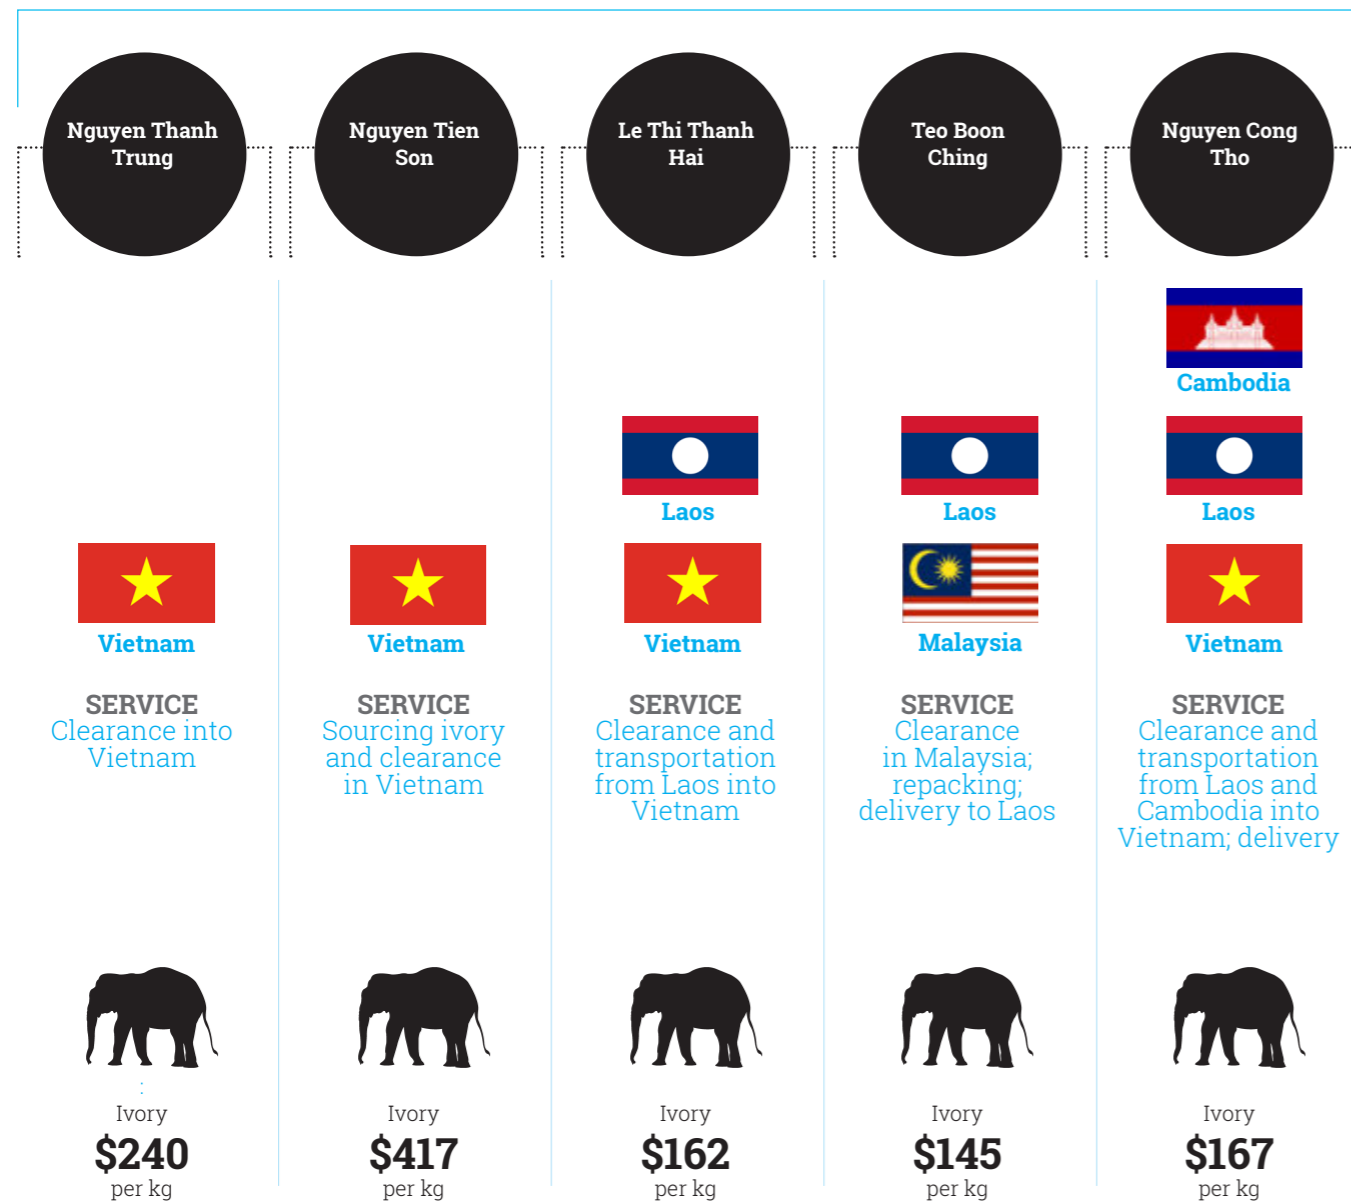 Nguyen Thanh
Trung
Nguyen Tien
Son
Le Thi Thanh
Hai
Teo Boon
Ching
Nguyen Cong
Tho
Cambodia
Laos
Laos
Laos
Vietnam
Vietnam
Vietnam
Malaysia
Vietnam
SERVICE
Clearance into
Vietnam
SERVICE
Sourcing ivory
and clearance
in Vietnam
SERVICE
Clearance and
transportation
from Laos into
Vietnam
SERVICE
Clearance
in Malaysia;
repacking;
delivery to Laos
SERVICE
Clearance and
transportation
from Laos and
Cambodia into
Vietnam; delivery
:
Ivory
$240
per kg
Ivory
$417
per kg
Ivory
$162
per kg
Ivory
$145
per kg
Ivory
$167
per kg